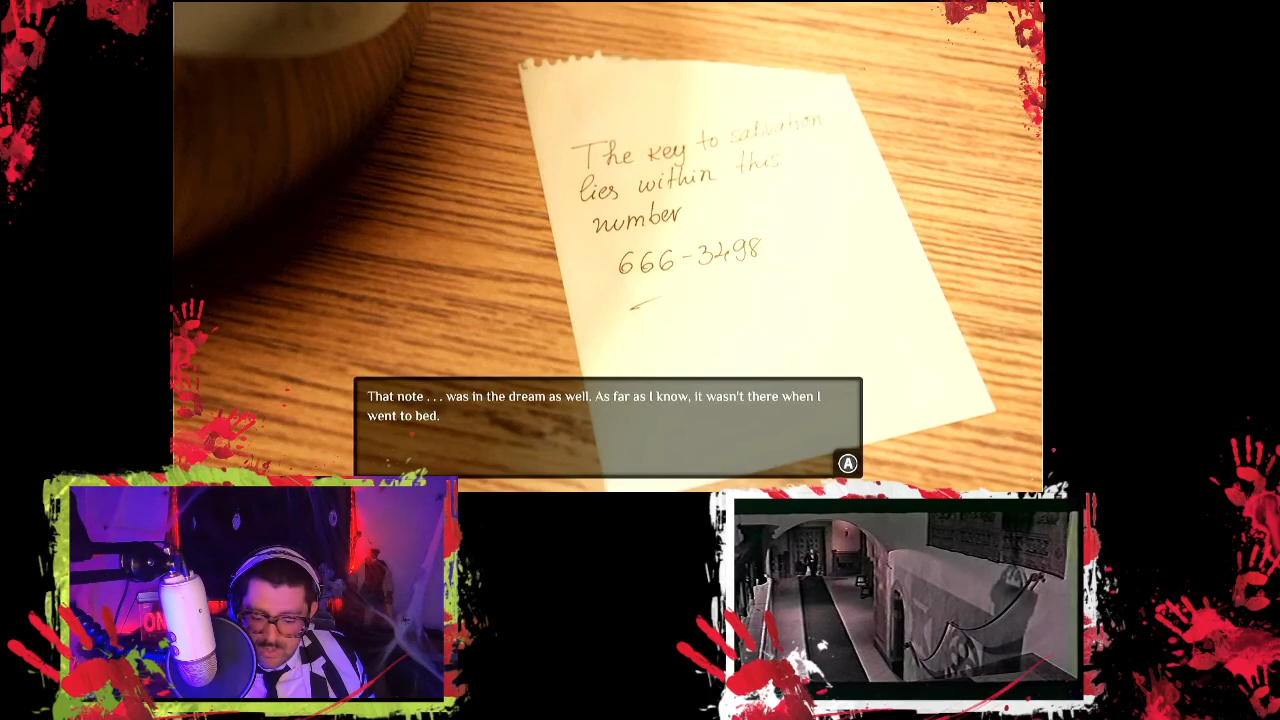 The key to salvation
lies within this
number
666-3498
That note . . . was in the dream as well. As far as I know, it wasn't there when I
went to bed.
A
ON